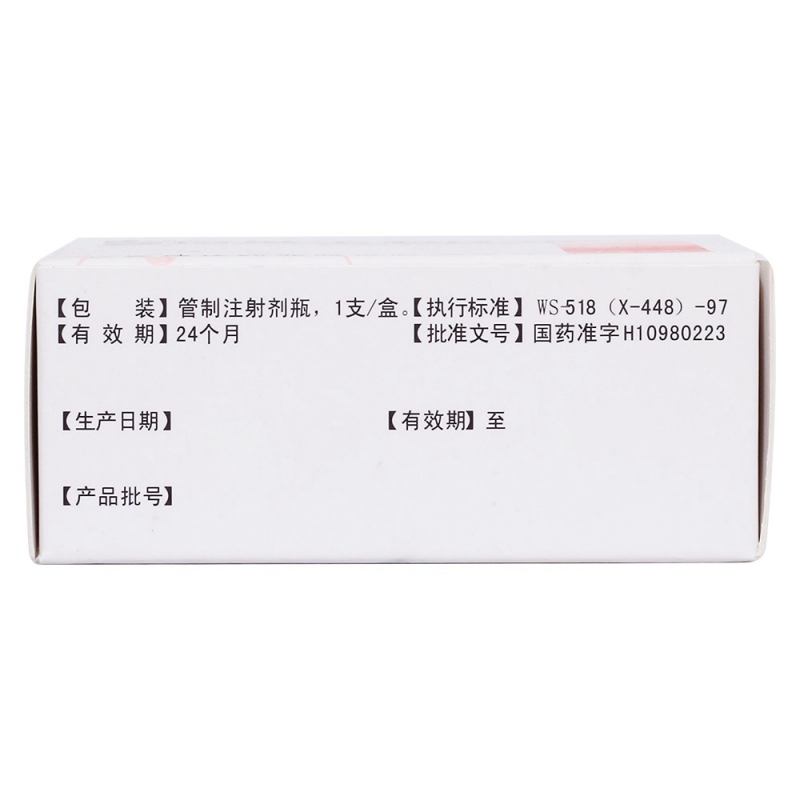 【包 装】管制注射剂瓶，1支/盒。【执行标准】WS-518（X-448）-97
【有 效 期】24个月 【批准文号】国药准字H10980223
【生产日期】 【有效期】至
【产品批号】